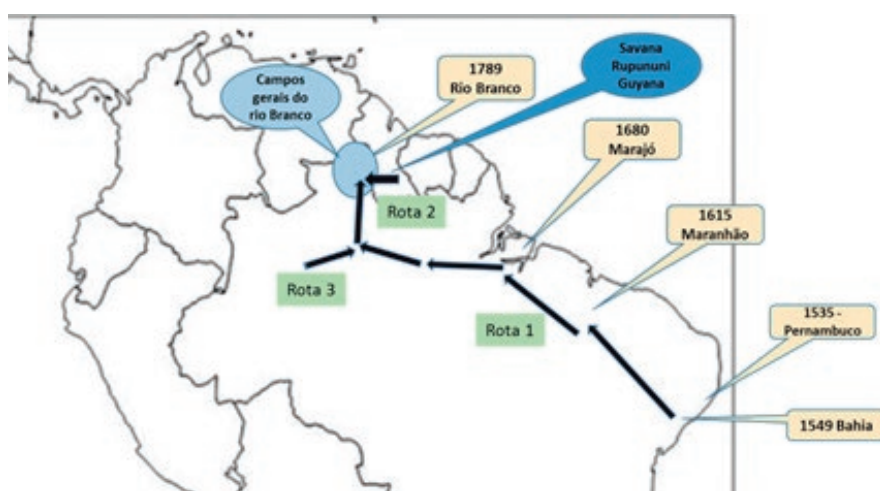 Campos
gerais do
rio Branco
1789
Rio Branco
Savana
Rupununi
Guyana
1680
Marajó
Rota 2
1615
Maranhão
Rota 3
Rota 1
1535 -
Pernambuco
1549 Bahia